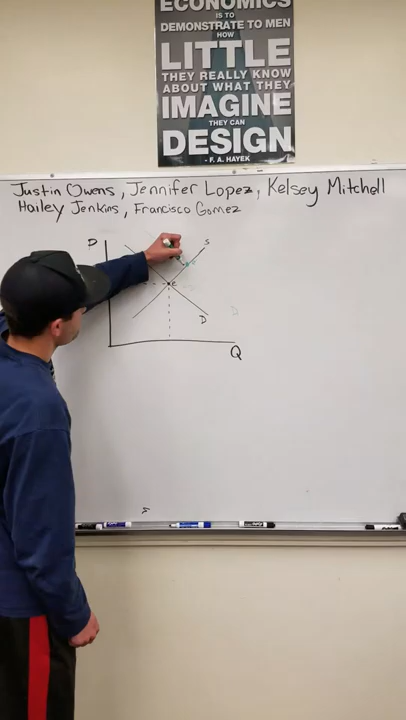 ECONOMICS
IS TO
DEMONSTRATE TO MEN
HOW
LITTLE
THEY REALLY KNOW
ABOUT WHAT THEY
IMAGINE
THEY CAN
DESIGN
- F. A. HAYEK
Justin Owens, Jennifer Lopez, Kelsey Mitchell
Hailey Jenkins, Francisco Gomez
S
e
D
Q